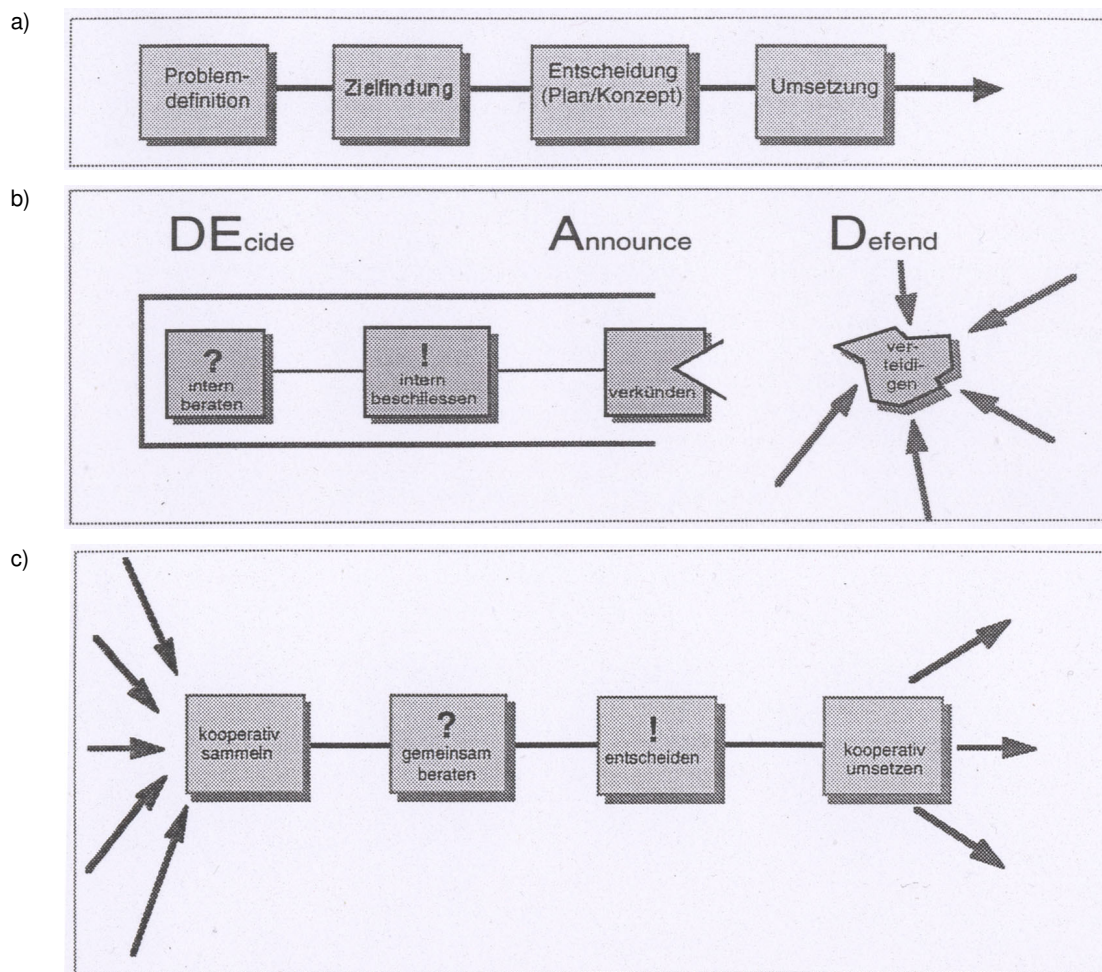 a)
Problem-
definition
Zielfindung
Entscheidung
(Plan/Konzept)
Umsetzung
b)
DEcide
Announce
Defend
?
intern
beraten
!
intern
beschliessen
verkünden
ver-
teidi-
gen
c)
kooperativ
sammeln
?
gemeinsam
beraten
!
entscheiden
kooperativ
umsetzen